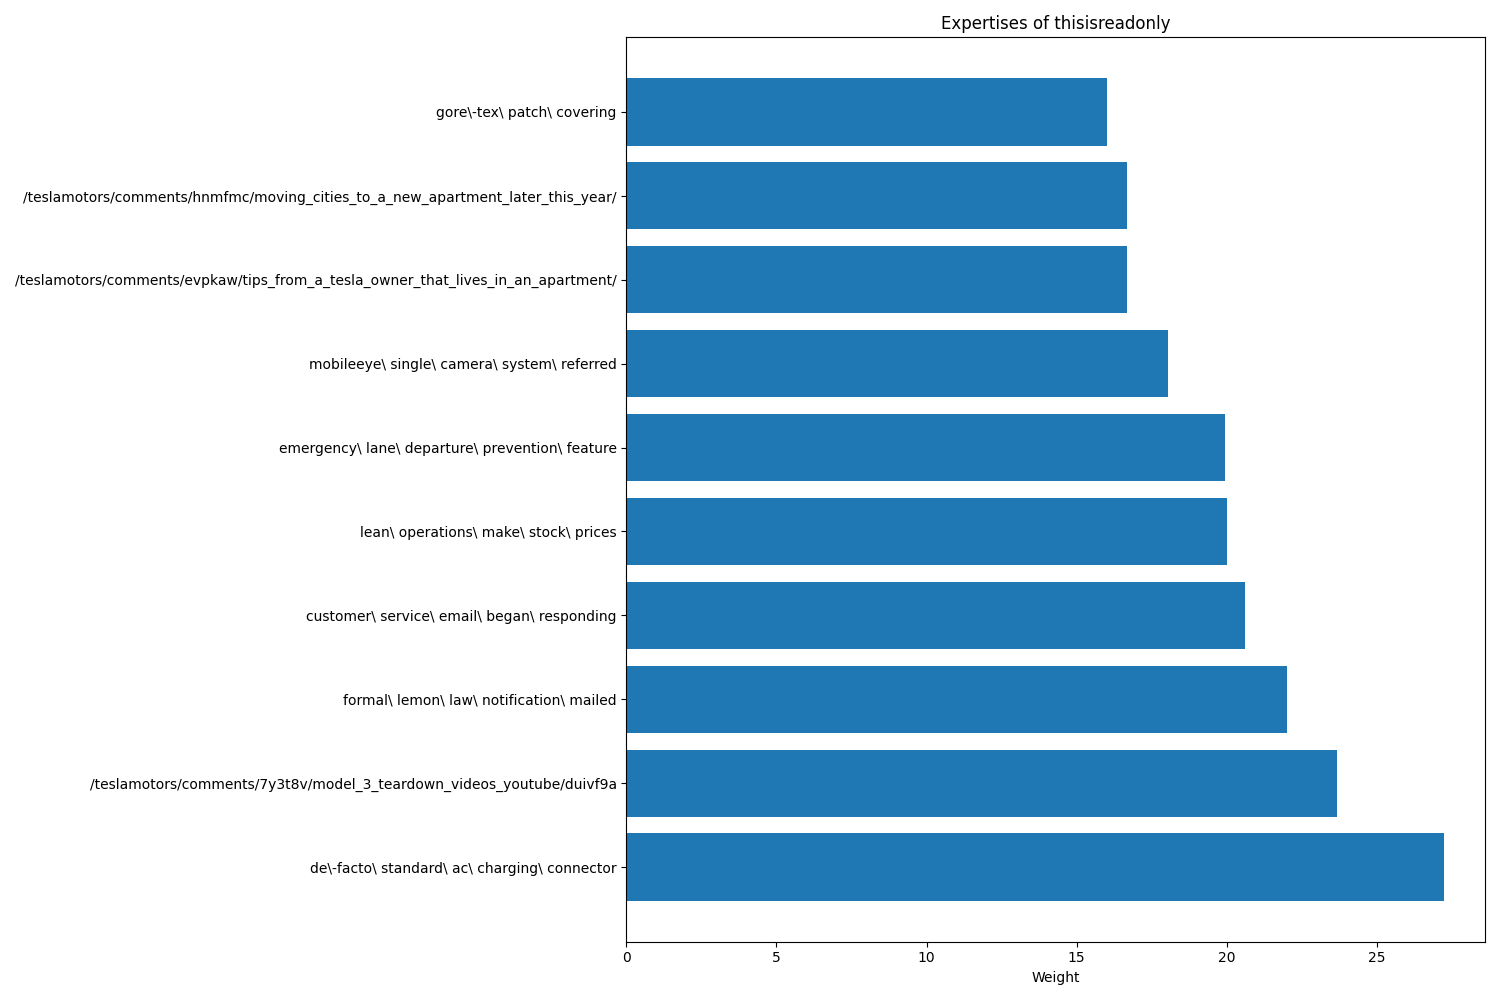 Expertises of thisisreadonly
gore\-tex\ patch\ covering
/teslamotors/comments/hnmfmc/moving_cities_to_a_new_apartment_later_this_year/
/teslamotors/comments/evpkaw/tips_from_a_tesla_owner_that_lives_in_an_apartment/
mobileeye\ single\ camera\ system\ referred
emergency\ lane\ departure\ prevention\ feature
lean\ operations\ make\ stock\ prices
customer\ service\ email\ began\ responding
formal\ lemon\ law\ notification\ mailed
/teslamotors/comments/7y3t8v/model_3_teardown_videos_youtube/duivf9a
de\-facto\ standard\ ac\ charging\ connector
0 5 10 15 20 25
Weight